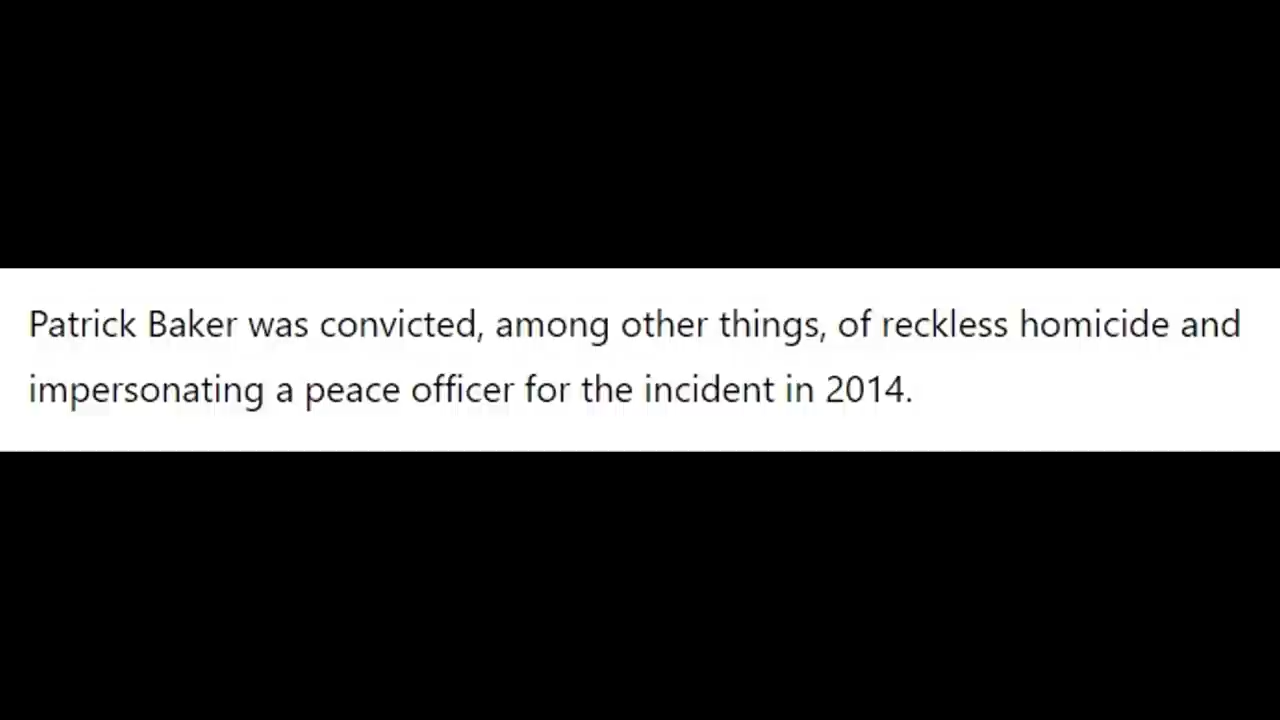 Patrick Baker was convicted, among other things, of reckless homicide and
impersonating a peace officer for the incident in 2014.